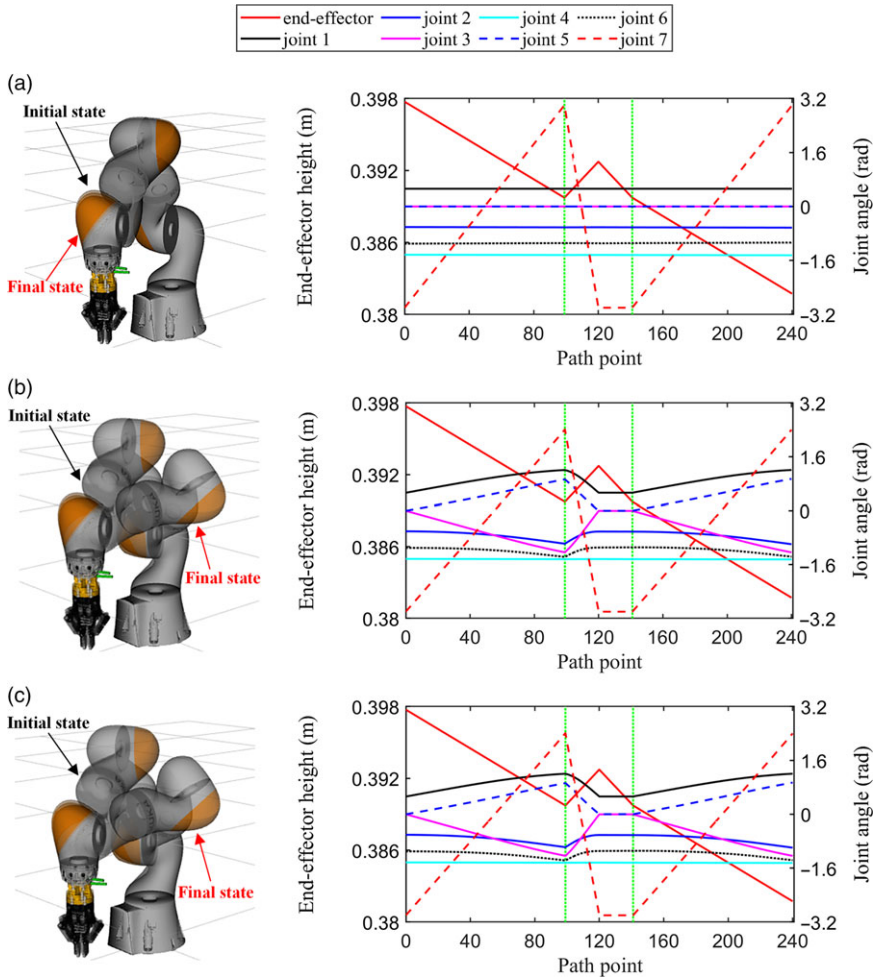 end-effector joint 2 joint 4 joint 6
joint 1 joint 3 joint 5 joint 7
(a)
Initial state
Final state
End-effector height (m)
0.398
0.392
0.386
0.38
0 40 80 120 160 200 240
Path point
3.2
1.6
0
-1.6
-3.2
Joint angle (rad)
(b)
Initial state
Final state
End-effector height (m)
0.398
0.392
0.386
0.38
0 40 80 120 160 200 240
Path point
3.2
1.6
0
-1.6
-3.2
Joint angle (rad)
(c)
Initial state
Final state
End-effector height (m)
0.398
0.392
0.386
0.38
0 40 80 120 160 200 240
Path point
3.2
1.6
0
-1.6
-3.2
Joint angle (rad)